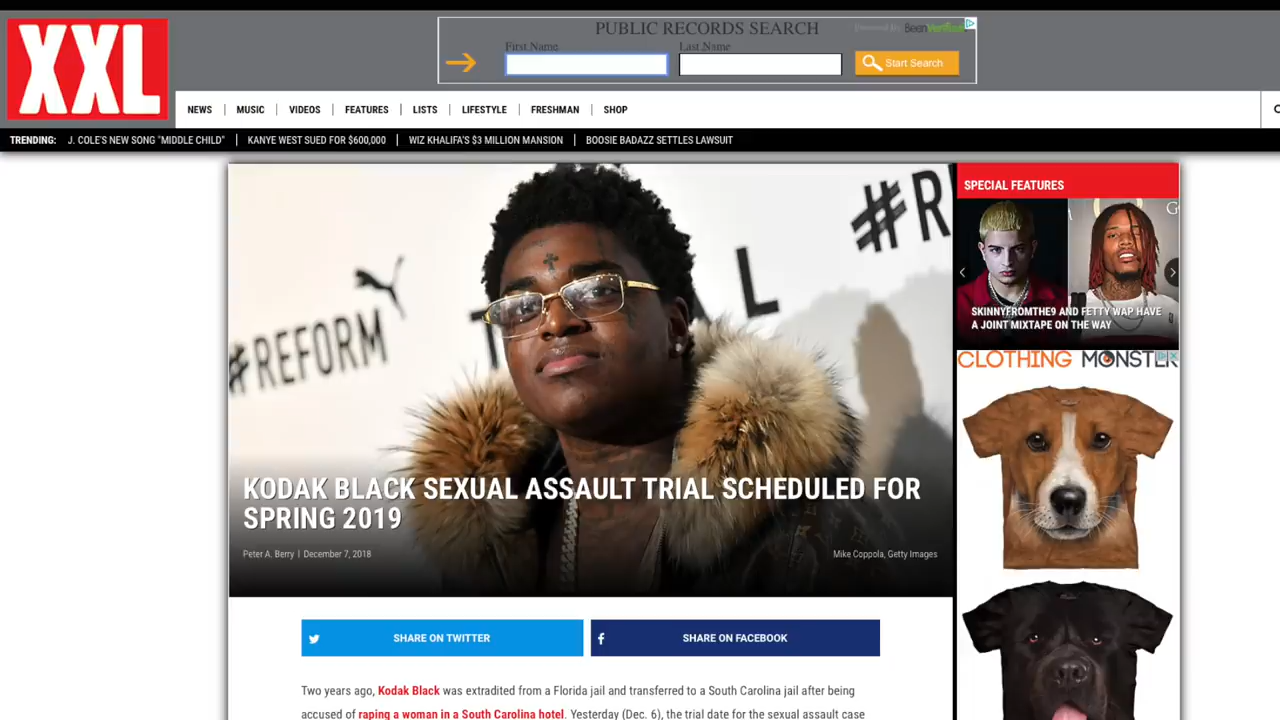 XXL
PUBLIC RECORDS SEARCH
Powered By BeenVerified
First Name
Last Name
Start Search
NEWS
MUSIC
VIDEOS
FEATURES
LISTS
LIFESTYLE
FRESHMAN
SHOP
TRENDING: J. COLE'S NEW SONG "MIDDLE CHILD" KANYE WEST SUED FOR $600,000 WIZ KHALIFA'S $3 MILLION MANSION BOOSIE BADAZZ SETTLES LAWSUIT
#REFORM
#R
L
KODAK BLACK SEXUAL ASSAULT TRIAL SCHEDULED FOR
SPRING 2019
Peter A. Berry | December 7, 2018
Mike Coppola, Getty Images
SHARE ON TWITTER
SHARE ON FACEBOOK
Two years ago, Kodak Black was extradited from a Florida jail and transferred to a South Carolina jail after being
accused of raping a woman in a South Carolina hotel. Yesterday (Dec. 6), the trial date for the sexual assault case
SPECIAL FEATURES
SKINNYFROMTHE9 AND FETTY WAP HAVE
A JOINT MIXTAPE ON THE WAY
CLOTHING MONSTER